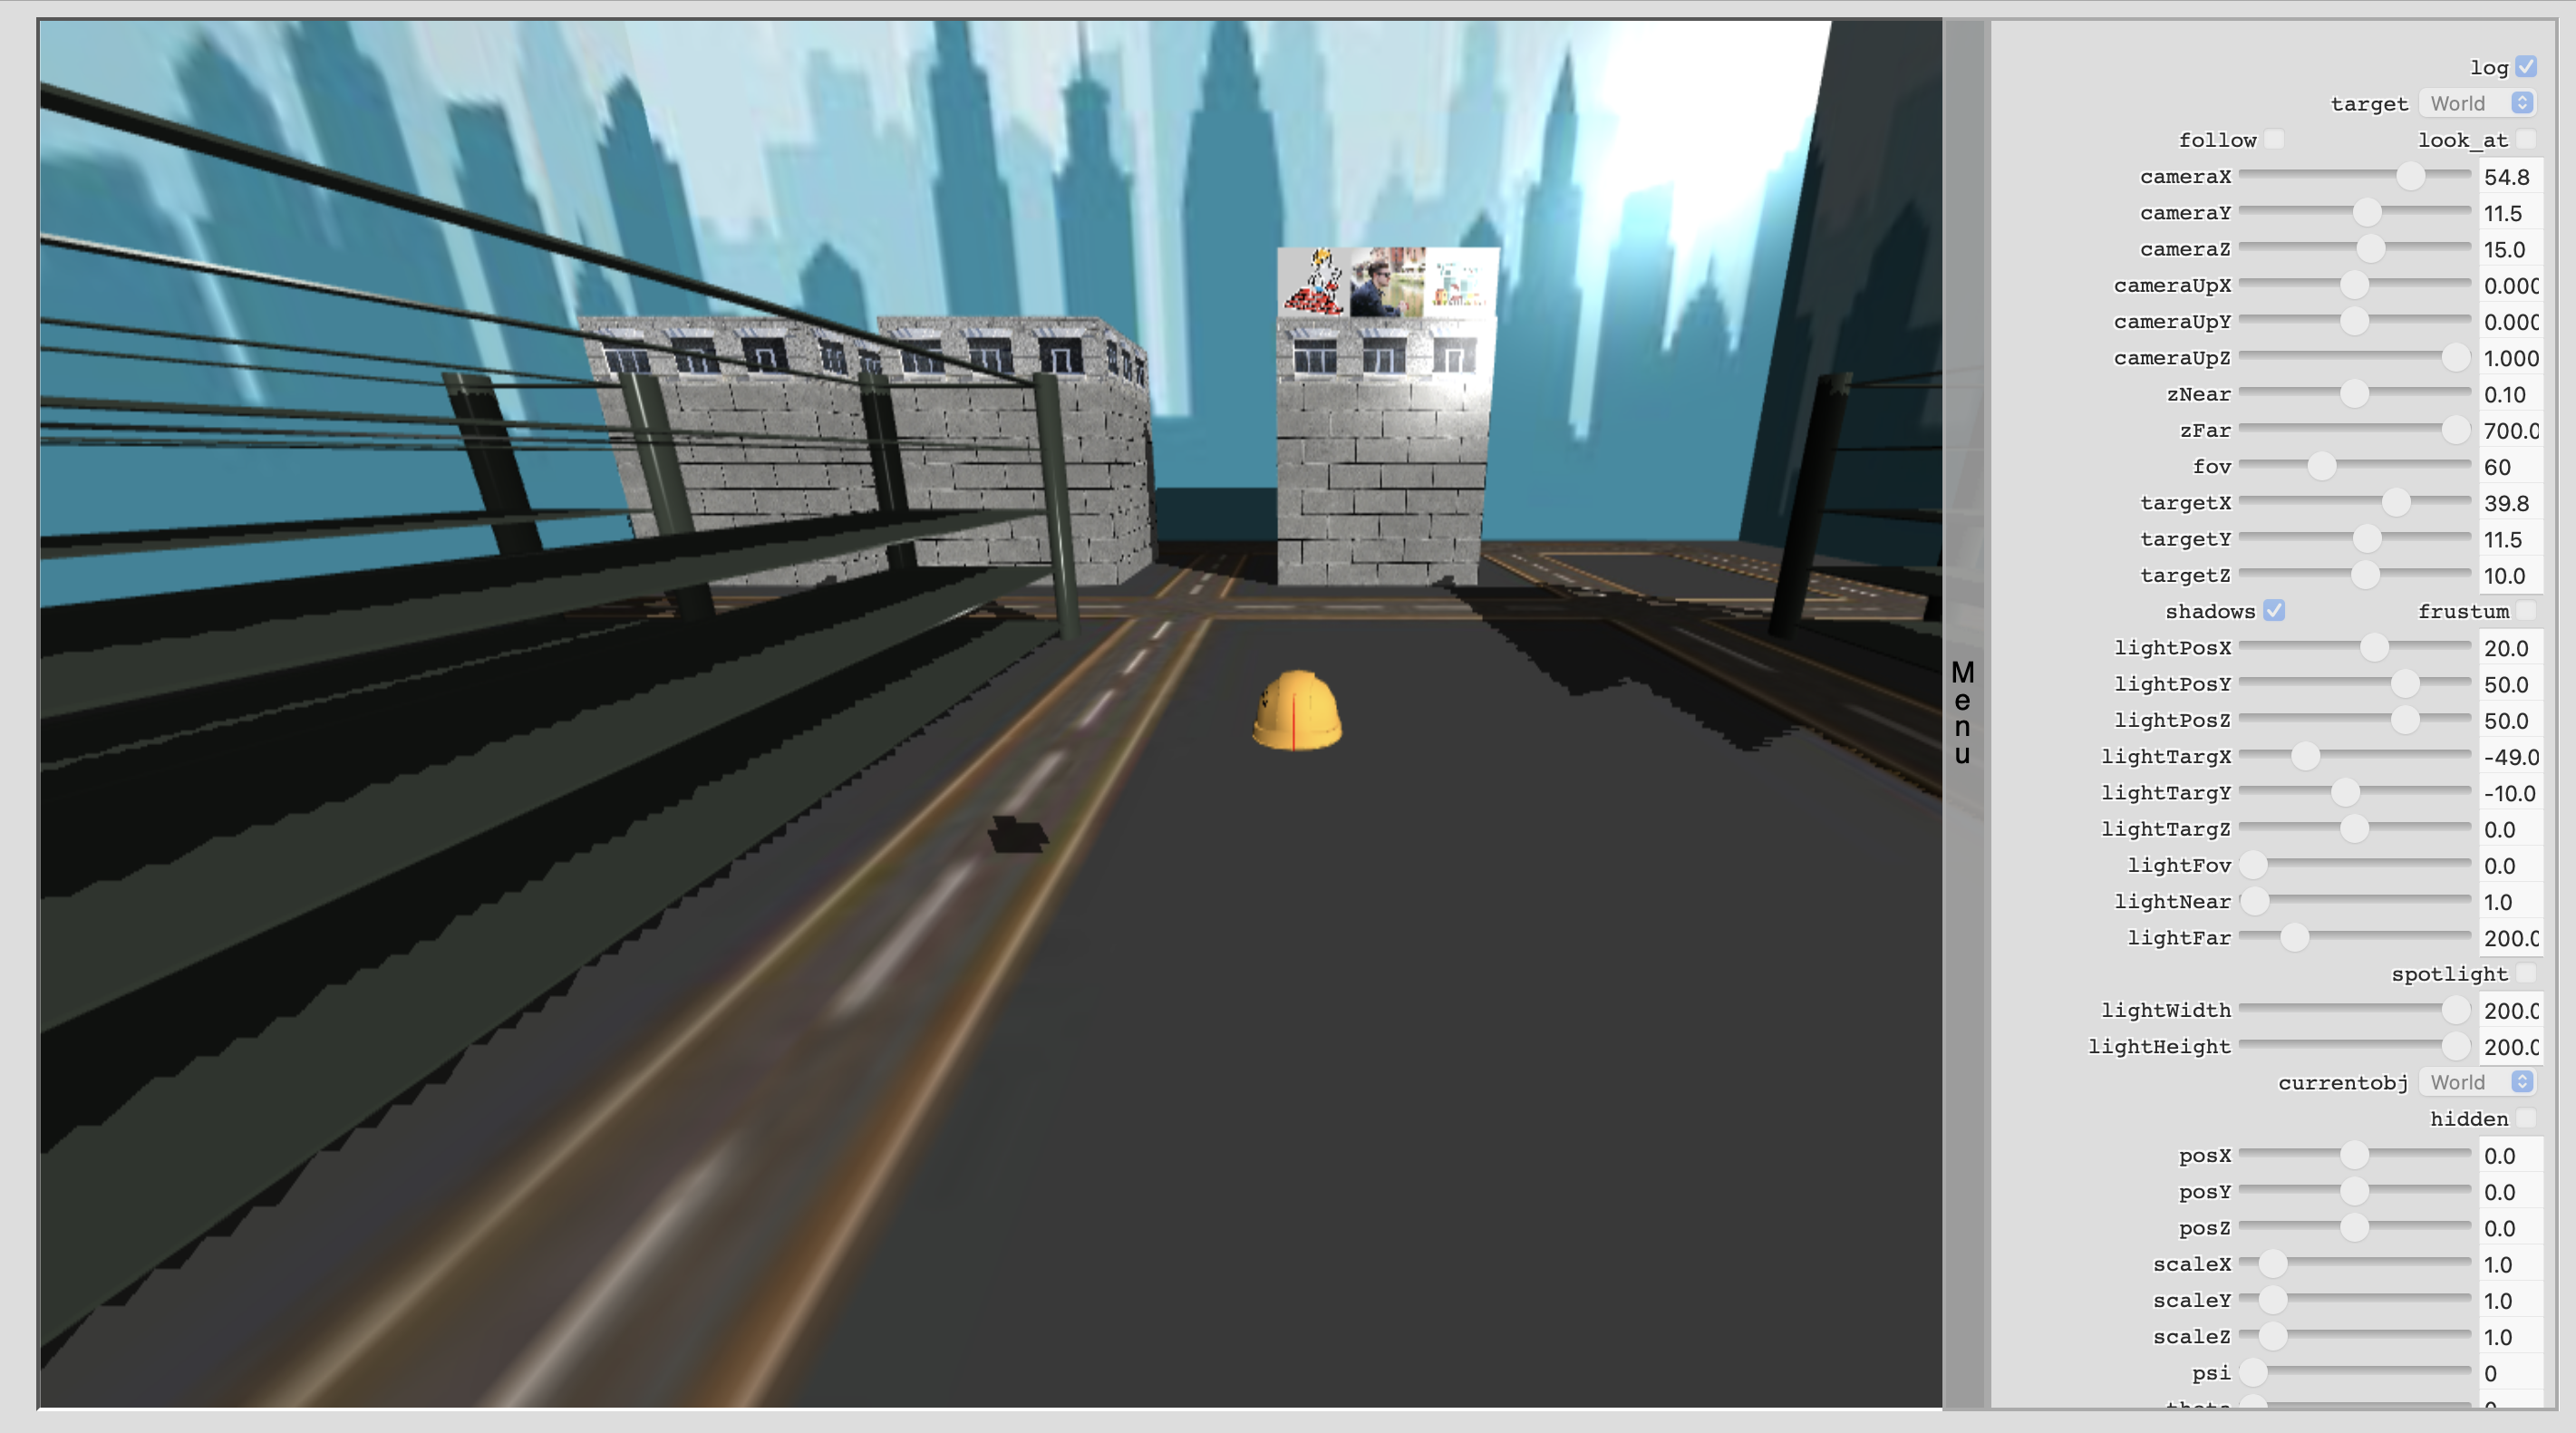 log
target World
follow look_at
cameraX 54.8
cameraY 11.5
cameraZ 15.0
cameraUpX 0.000
cameraUpY 0.000
cameraUpZ 1.000
zNear 0.10
zFar 700.0
fov 60
targetX 39.8
targetY 11.5
targetZ 10.0
shadows frustum
lightPosX 20.0
lightPosY 50.0
lightPosZ 50.0
lightTargX -49.0
lightTargY -10.0
lightTargZ 0.0
lightFov 0.0
lightNear 1.0
lightFar 200.0
spotlight
lightWidth 200.0
lightHeight 200.0
currentobj World
hidden
posX 0.0
posY 0.0
posZ 0.0
scaleX 1.0
scaleY 1.0
scaleZ 1.0
psi 0
Menu